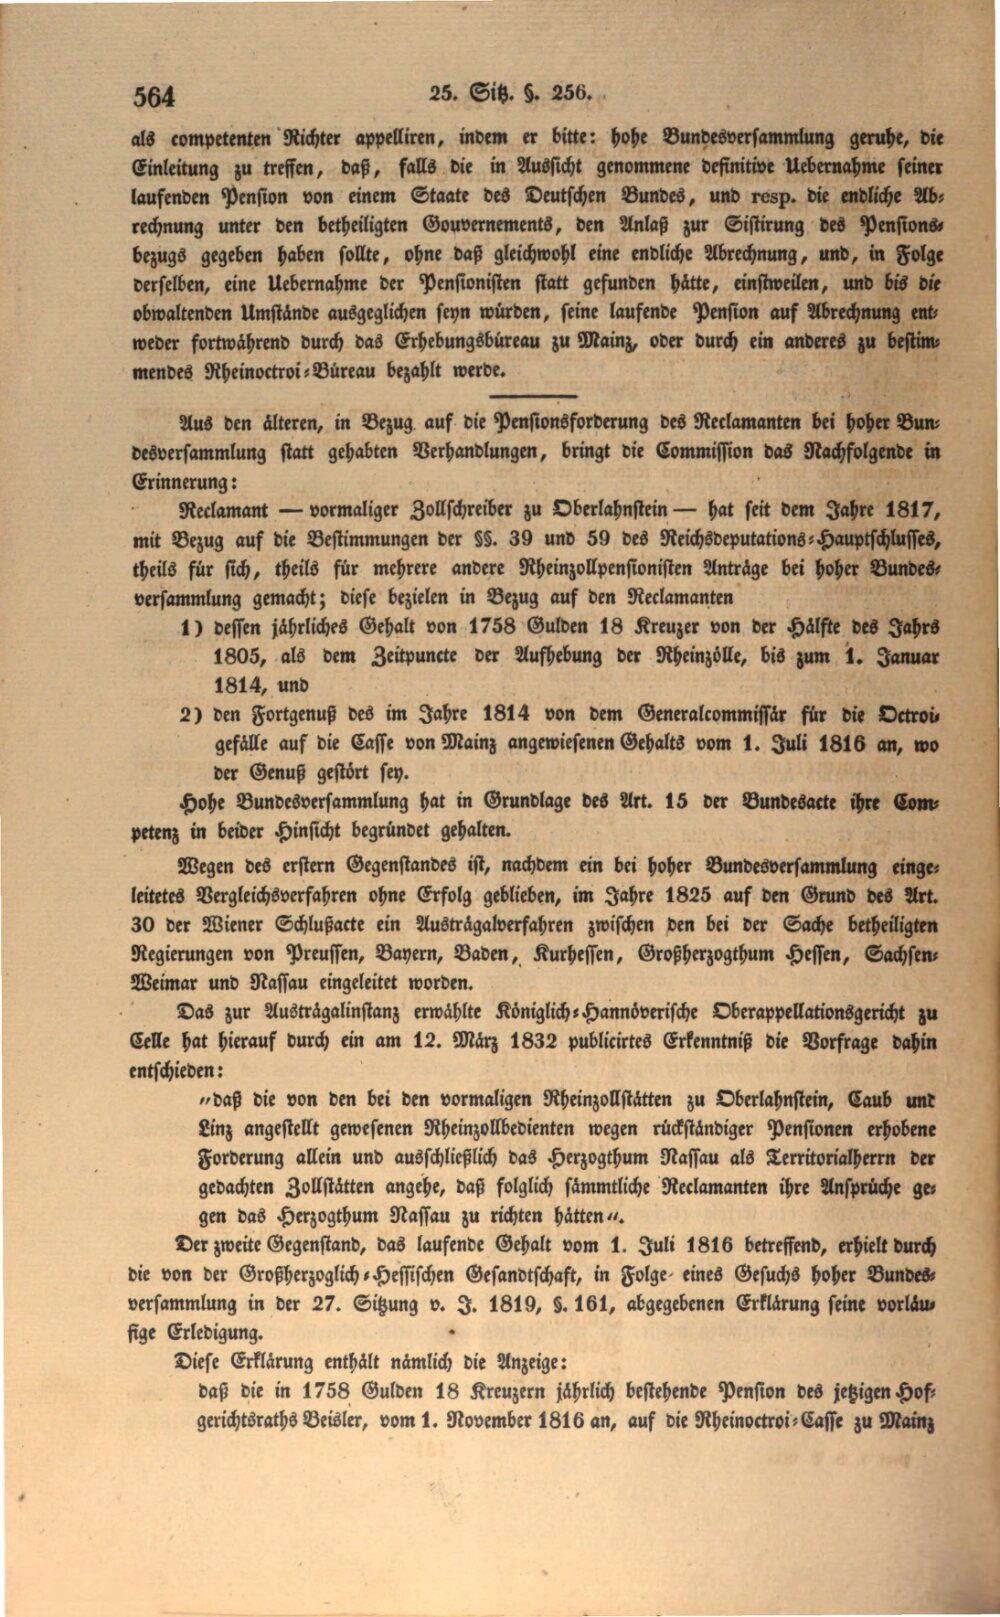 564
25. Sitz. §. 256.
als competenten Richter appelliren, indem er bitte: hohe Bundesversammlung geruhe, die
Einleitung zu treffen, daß, falls die in Aussicht genommene definitive Uebernahme seiner
laufenden Pension von einem Staate des Deutschen Bundes, und resp. die endliche Ab-
rechnung unter den betheiligten Gouvernements, den Anlaß zur Sistirung des Pensions-
bezugs gegeben haben sollte, ohne daß gleichwohl eine endliche Abrechnung, und, in Folge
derselben, eine Uebernahme der Pensionisten statt gefunden hätte, einstweilen, und bis die
obwaltenden Umstände ausgeglichen seyn würden, seine laufende Pension auf Abrechnung ent-
weder fortwährend durch das Erhebungsbüreau zu Mainz, oder durch ein anderes zu bestim-
mendes Rheinoctroi-Büreau bezahlt werde.
Aus den älteren, in Bezug auf die Pensionsforderung des Reclamanten bei hoher Bun-
desversammlung statt gehabten Verhandlungen, bringt die Commission das Nachfolgende in
Erinnerung:
Reclamant — vormaliger Zollschreiber zu Oberlahnstein — hat seit dem Jahre 1817,
mit Bezug auf die Bestimmungen der §§. 39 und 59 des Reichsdeputations-Hauptschlusses,
theils für sich, theils für mehrere andere Rheinzollpensionisten Anträge bei hoher Bundes-
versammlung gemacht; diese bezielen in Bezug auf den Reclamanten
1) dessen jährliches Gehalt von 1758 Gulden 18 Kreuzer von der Hälfte des Jahrs
1805, als dem Zeitpuncte der Aufhebung der Rheinzölle, bis zum 1. Januar
1814, und
2) den Fortgenuß des im Jahre 1814 von dem Generalcommissär für die Octroi-
gefälle auf die Casse von Mainz angewiesenen Gehalts vom 1. Juli 1816 an, wo
der Genuß gestört sey.
Hohe Bundesversammlung hat in Grundlage des Art. 15 der Bundesacte ihre Com-
petenz in beider Hinsicht begründet gehalten.
Wegen des erstern Gegenstandes ist, nachdem ein bei hoher Bundesversammlung einge-
leitetes Vergleichsverfahren ohne Erfolg geblieben, im Jahre 1825 auf den Grund des Art.
30 der Wiener Schlußacte ein Austrägalverfahren zwischen den bei der Sache betheiligten
Regierungen von Preussen, Bayern, Baden, Kurhessen, Großherzogthum Hessen, Sachsen-
Weimar und Nassau eingeleitet worden.
Das zur Austrägalinstanz erwählte Königlich-Hannöverische Oberappellationsgericht zu
Celle hat hierauf durch ein am 12. März 1832 publicirtes Erkenntniß die Vorfrage dahin
entschieden:
„daß die von den bei den vormaligen Rheinzollstätten zu Oberlahnstein, Caub und
Linz angestellt gewesenen Rheinzollbedienten wegen rückständiger Pensionen erhobene
Forderung allein und ausschließlich das Herzogthum Nassau als Territorialherrn der
gedachten Zollstätten angehe, daß folglich sämmtliche Reclamanten ihre Ansprüche ge-
gen das Herzogthum Nassau zu richten hätten“.
Der zweite Gegenstand, das laufende Gehalt vom 1. Juli 1816 betreffend, erhielt durch
die von der Großherzoglich-Hessischen Gesandtschaft, in Folge eines Gesuchs hoher Bundes-
versammlung in der 27. Sitzung v. J. 1819, §. 161, abgegebenen Erklärung seine vorläu-
fige Erledigung.
Diese Erklärung enthält nämlich die Anzeige:
daß die in 1758 Gulden 18 Kreuzern jährlich bestehende Pension des jetzigen Hof-
gerichtsraths Beisler, vom 1. November 1816 an, auf die Rheinoctroi-Casse zu Mainz